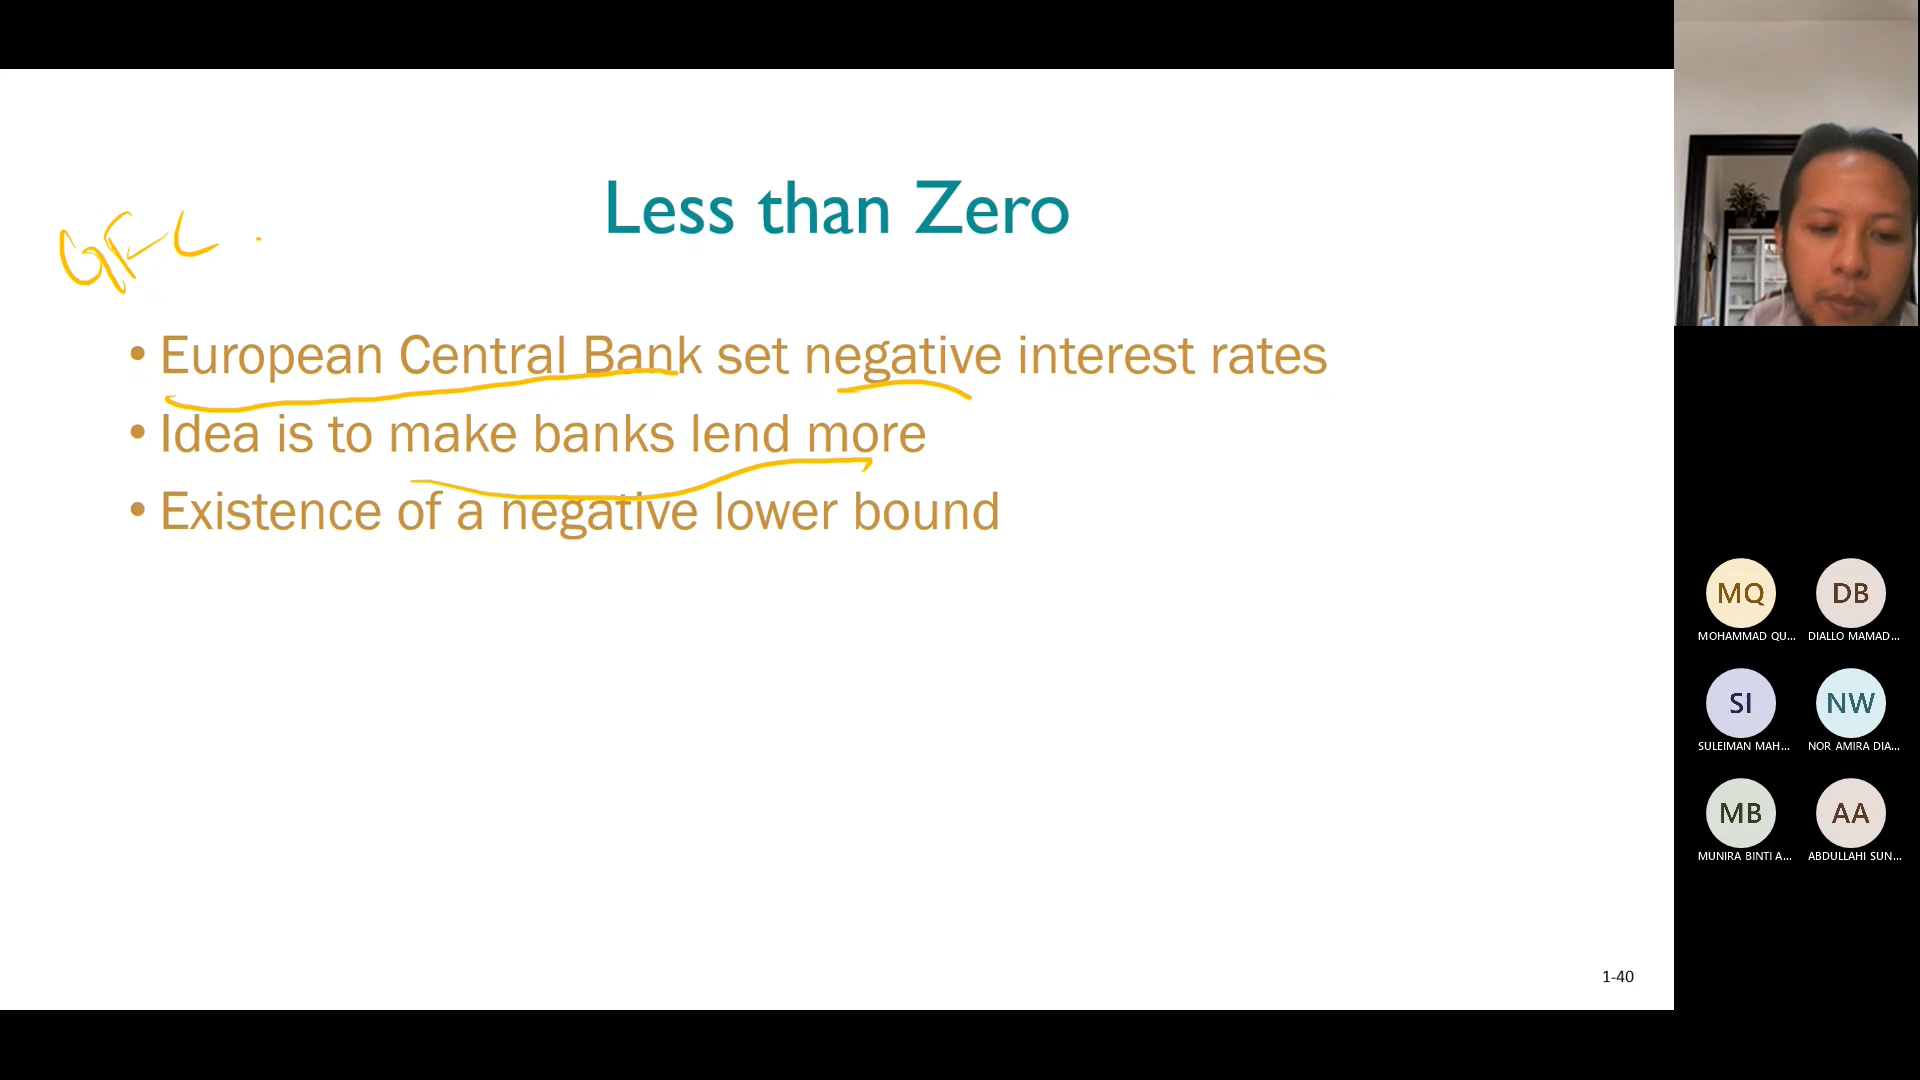 Less than Zero
GFC .
• European Central Bank set negative interest rates
• Idea is to make banks lend more
• Existence of a negative lower bound
1-40
MQ
MOHAMMAD QU...
DB
DIALLO MAMAD...
SI
SULEIMAN MAH...
NW
NOR AMIRA DIA...
MB
MUNIRA BINTI A...
AA
ABDULLAHI SUN...